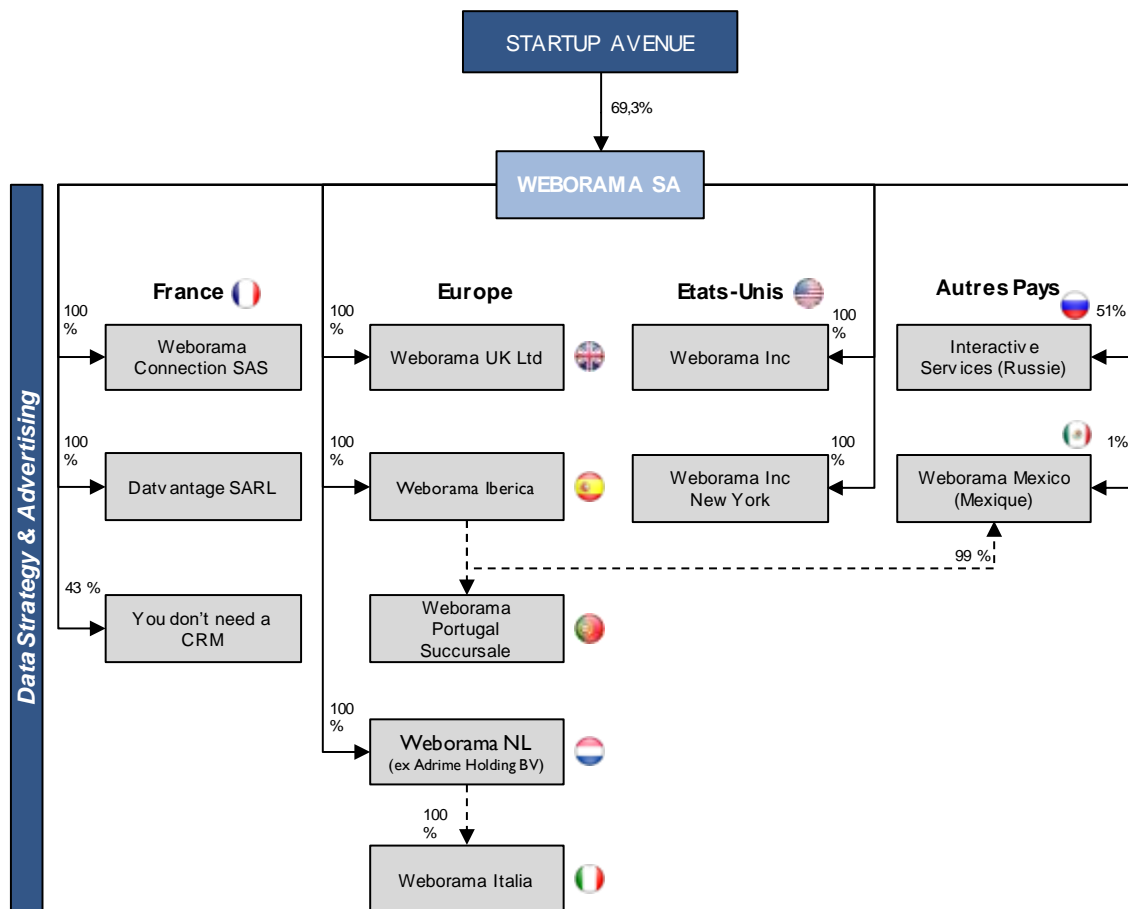 STARTUP AVENUE
69,3%
WEBORAMA SA
Data Strategy & Advertising
France
Europe
Etats-Unis
Autres Pays
100
%
Weborama
Connection SAS
100
%
Weborama UK Ltd
100
%
Weborama Inc
51%
Interactive
Services (Russie)
100
%
Datvantage SARL
100
%
Weborama Iberica
100
%
Weborama Inc
New York
1%
Weborama Mexico
(Mexique)
99 %
43 %
You don't need a
CRM
Weborama
Portugal
Succursale
100
%
Weborama NL
(ex Adrime Holding BV)
100
%
Weborama Italia